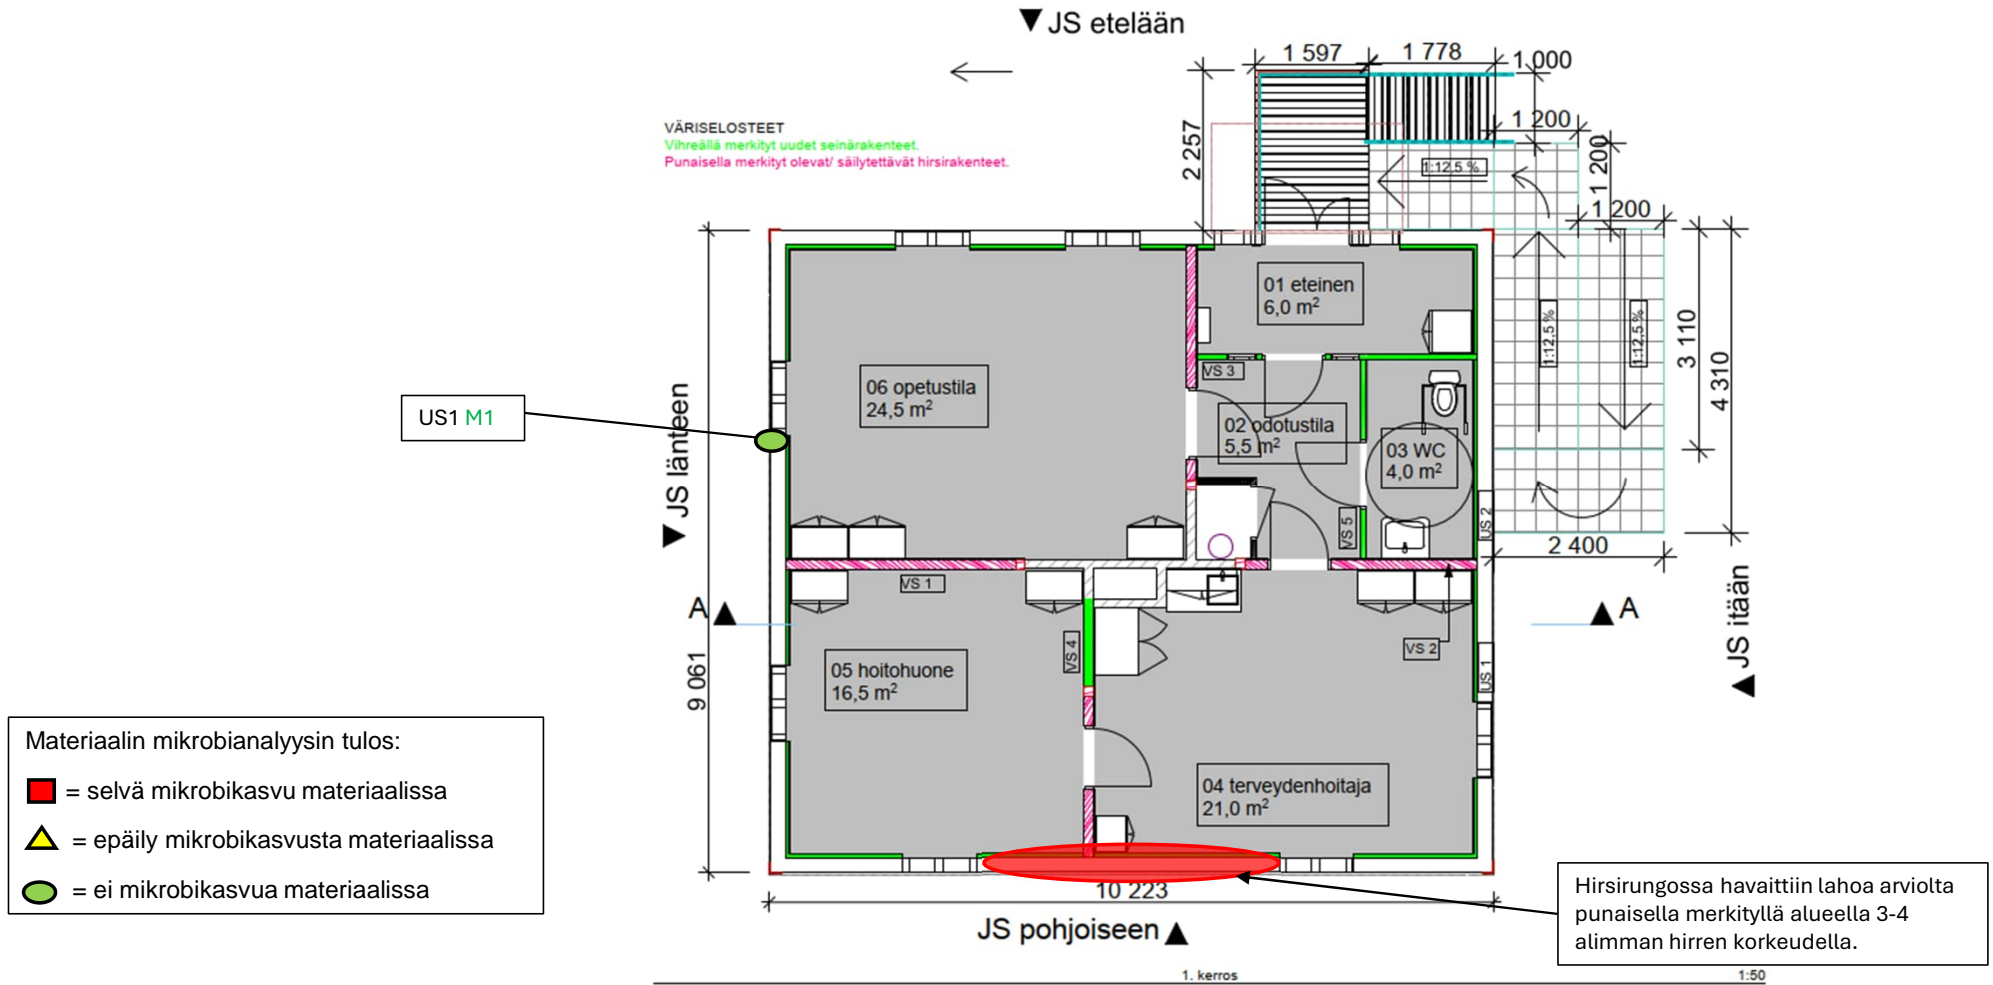 JS etelään
1 597
1 778
1 000
1 200
1 200
1 200
2 257
VÄRISELOSTEET
Vihreällä merkityt uudet seinärakenteet.
Punaisella merkityt olevat/ säilytettävät hirsirakenteet.
1:12,5 %
1:12,5 %
1:12,5 %
3 110
4 310
2 400
01 eteinen
6,0 m²
06 opetustila
24,5 m²
VS 3
02 odotustila
5,5 m²
03 WC
4,0 m²
US1 M1
JS länteen
VS 5
US 2
VS 1
A
A
VS 4
VS 2
US 1
JS itään
9 061
05 hoitohuone
16,5 m²
04 terveydenhoitaja
21,0 m²
Materiaalin mikrobianalyysin tulos:
= selvä mikrobikasvu materiaalissa
= epäily mikrobikasvusta materiaalissa
= ei mikrobikasvua materiaalissa
10 223
JS pohjoiseen
Hirsirungossa havaittiin lahoa arviolta
punaisella merkityllä alueella 3-4
alimman hirren korkeudella.
1. kerros
1:50